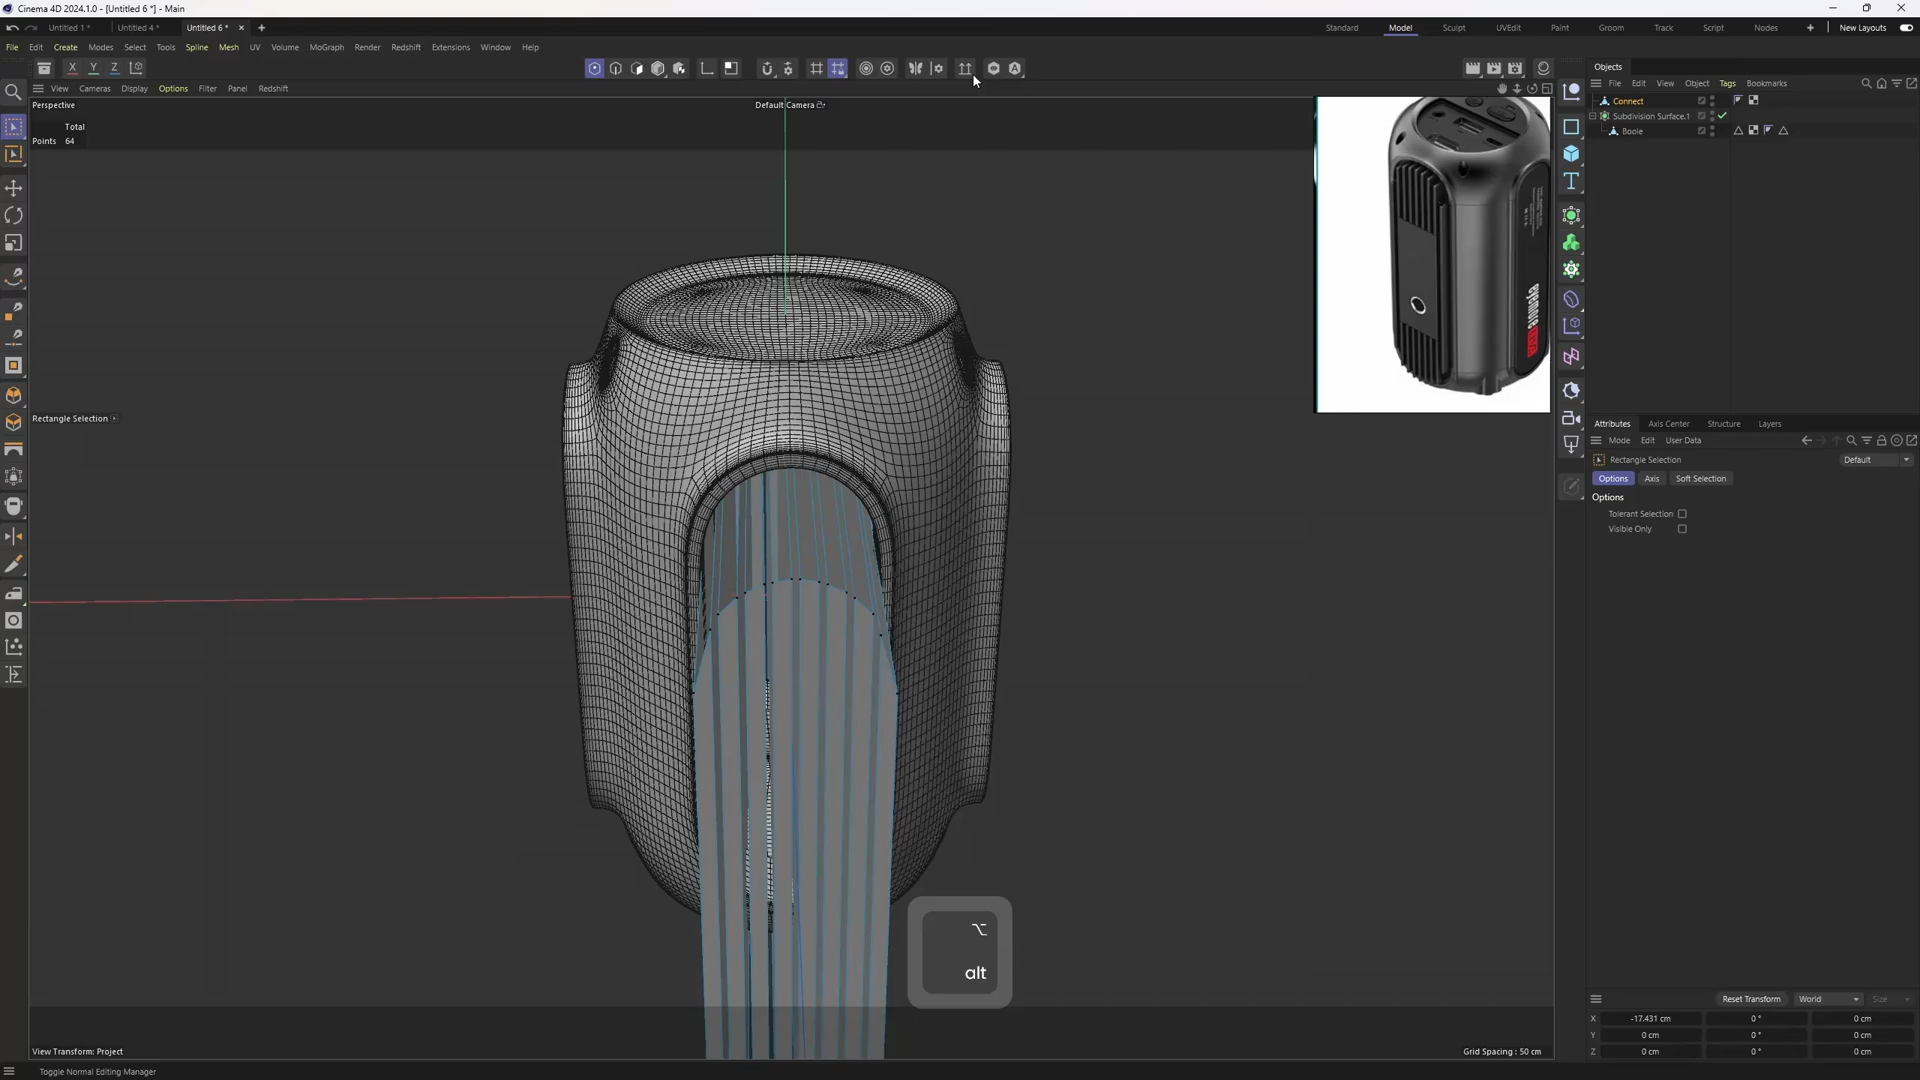 Cinema 4D 2024.1.0 - [Untitled 6 *] - Main
Untitled 1 *
Untitled 4 *
Untitled 6 *
Standard
Model
Sculpt
UVEdit
Paint
Groom
Track
Script
Nodes
New Layouts
File Edit Create Modes Select Tools Spline Mesh UV Volume MoGraph Render Redshift Extensions Window Help
X Y Z
Objects
View Cameras Display Options Filter Panel Redshift
File Edit View Object Tags Bookmarks
Perspective
Default Camera
Connect
Subdivision Surface.1
Boole
Total
Points 64
Rectangle Selection
Attributes
Axis Center
Structure
Layers
Mode Edit User Data
Rectangle Selection
Default
Options
Axis
Soft Selection
Options
Tolerant Selection
Visible Only
alt
Reset Transform
World
Size
X -17.431 cm 0 ° 0 cm
Y 0 cm 0 ° 0 cm
Z 0 cm 0 ° 0 cm
View Transform: Project
Grid Spacing : 50 cm
Toggle Normal Editing Manager